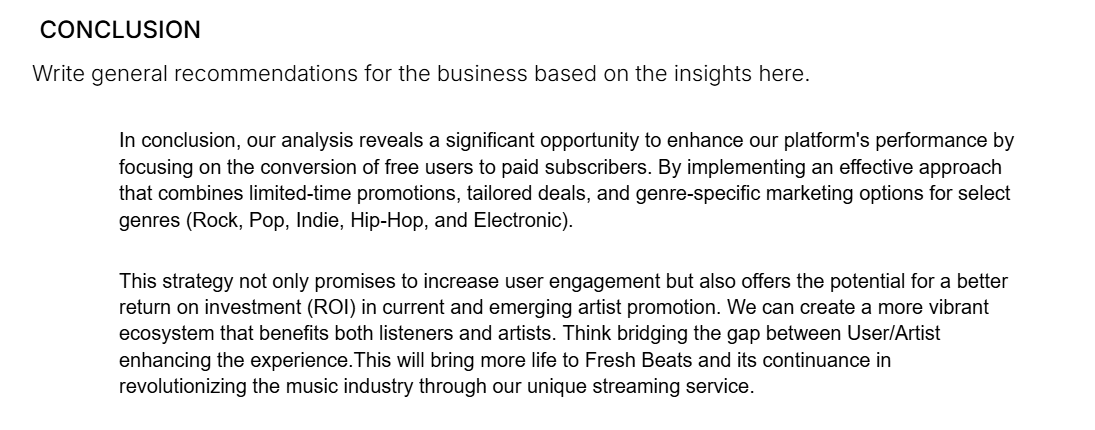 CONCLUSION
Write general recommendations for the business based on the insights here.
In conclusion, our analysis reveals a significant opportunity to enhance our platform's performance by
focusing on the conversion of free users to paid subscribers. By implementing an effective approach
that combines limited-time promotions, tailored deals, and genre-specific marketing options for select
genres (Rock, Pop, Indie, Hip-Hop, and Electronic).
This strategy not only promises to increase user engagement but also offers the potential for a better
return on investment (ROI) in current and emerging artist promotion. We can create a more vibrant
ecosystem that benefits both listeners and artists. Think bridging the gap between User/Artist
enhancing the experience.This will bring more life to Fresh Beats and its continuance in
revolutionizing the music industry through our unique streaming service.